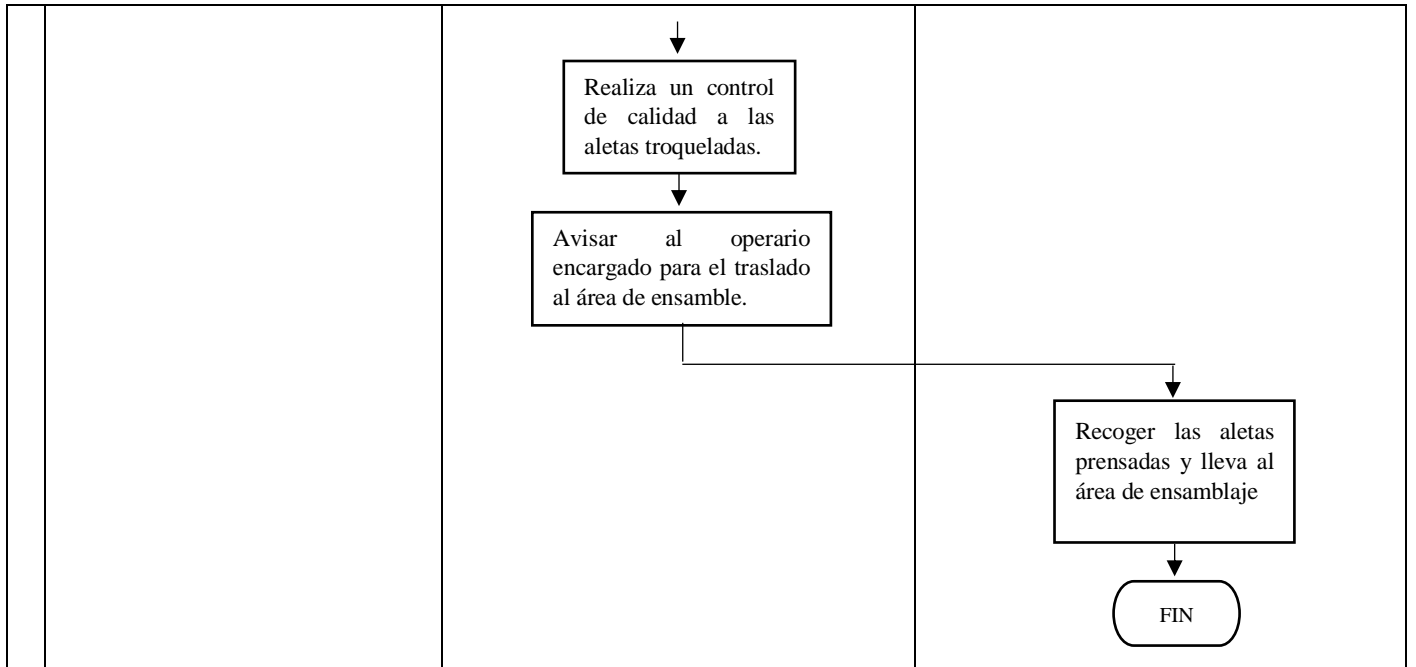 Realiza un control
de calidad a las
aletas troqueladas.
Avisar al operario
encargado para el traslado
al área de ensamble.
Recoger las aletas
prensadas y lleva al
área de ensamblaje
FIN